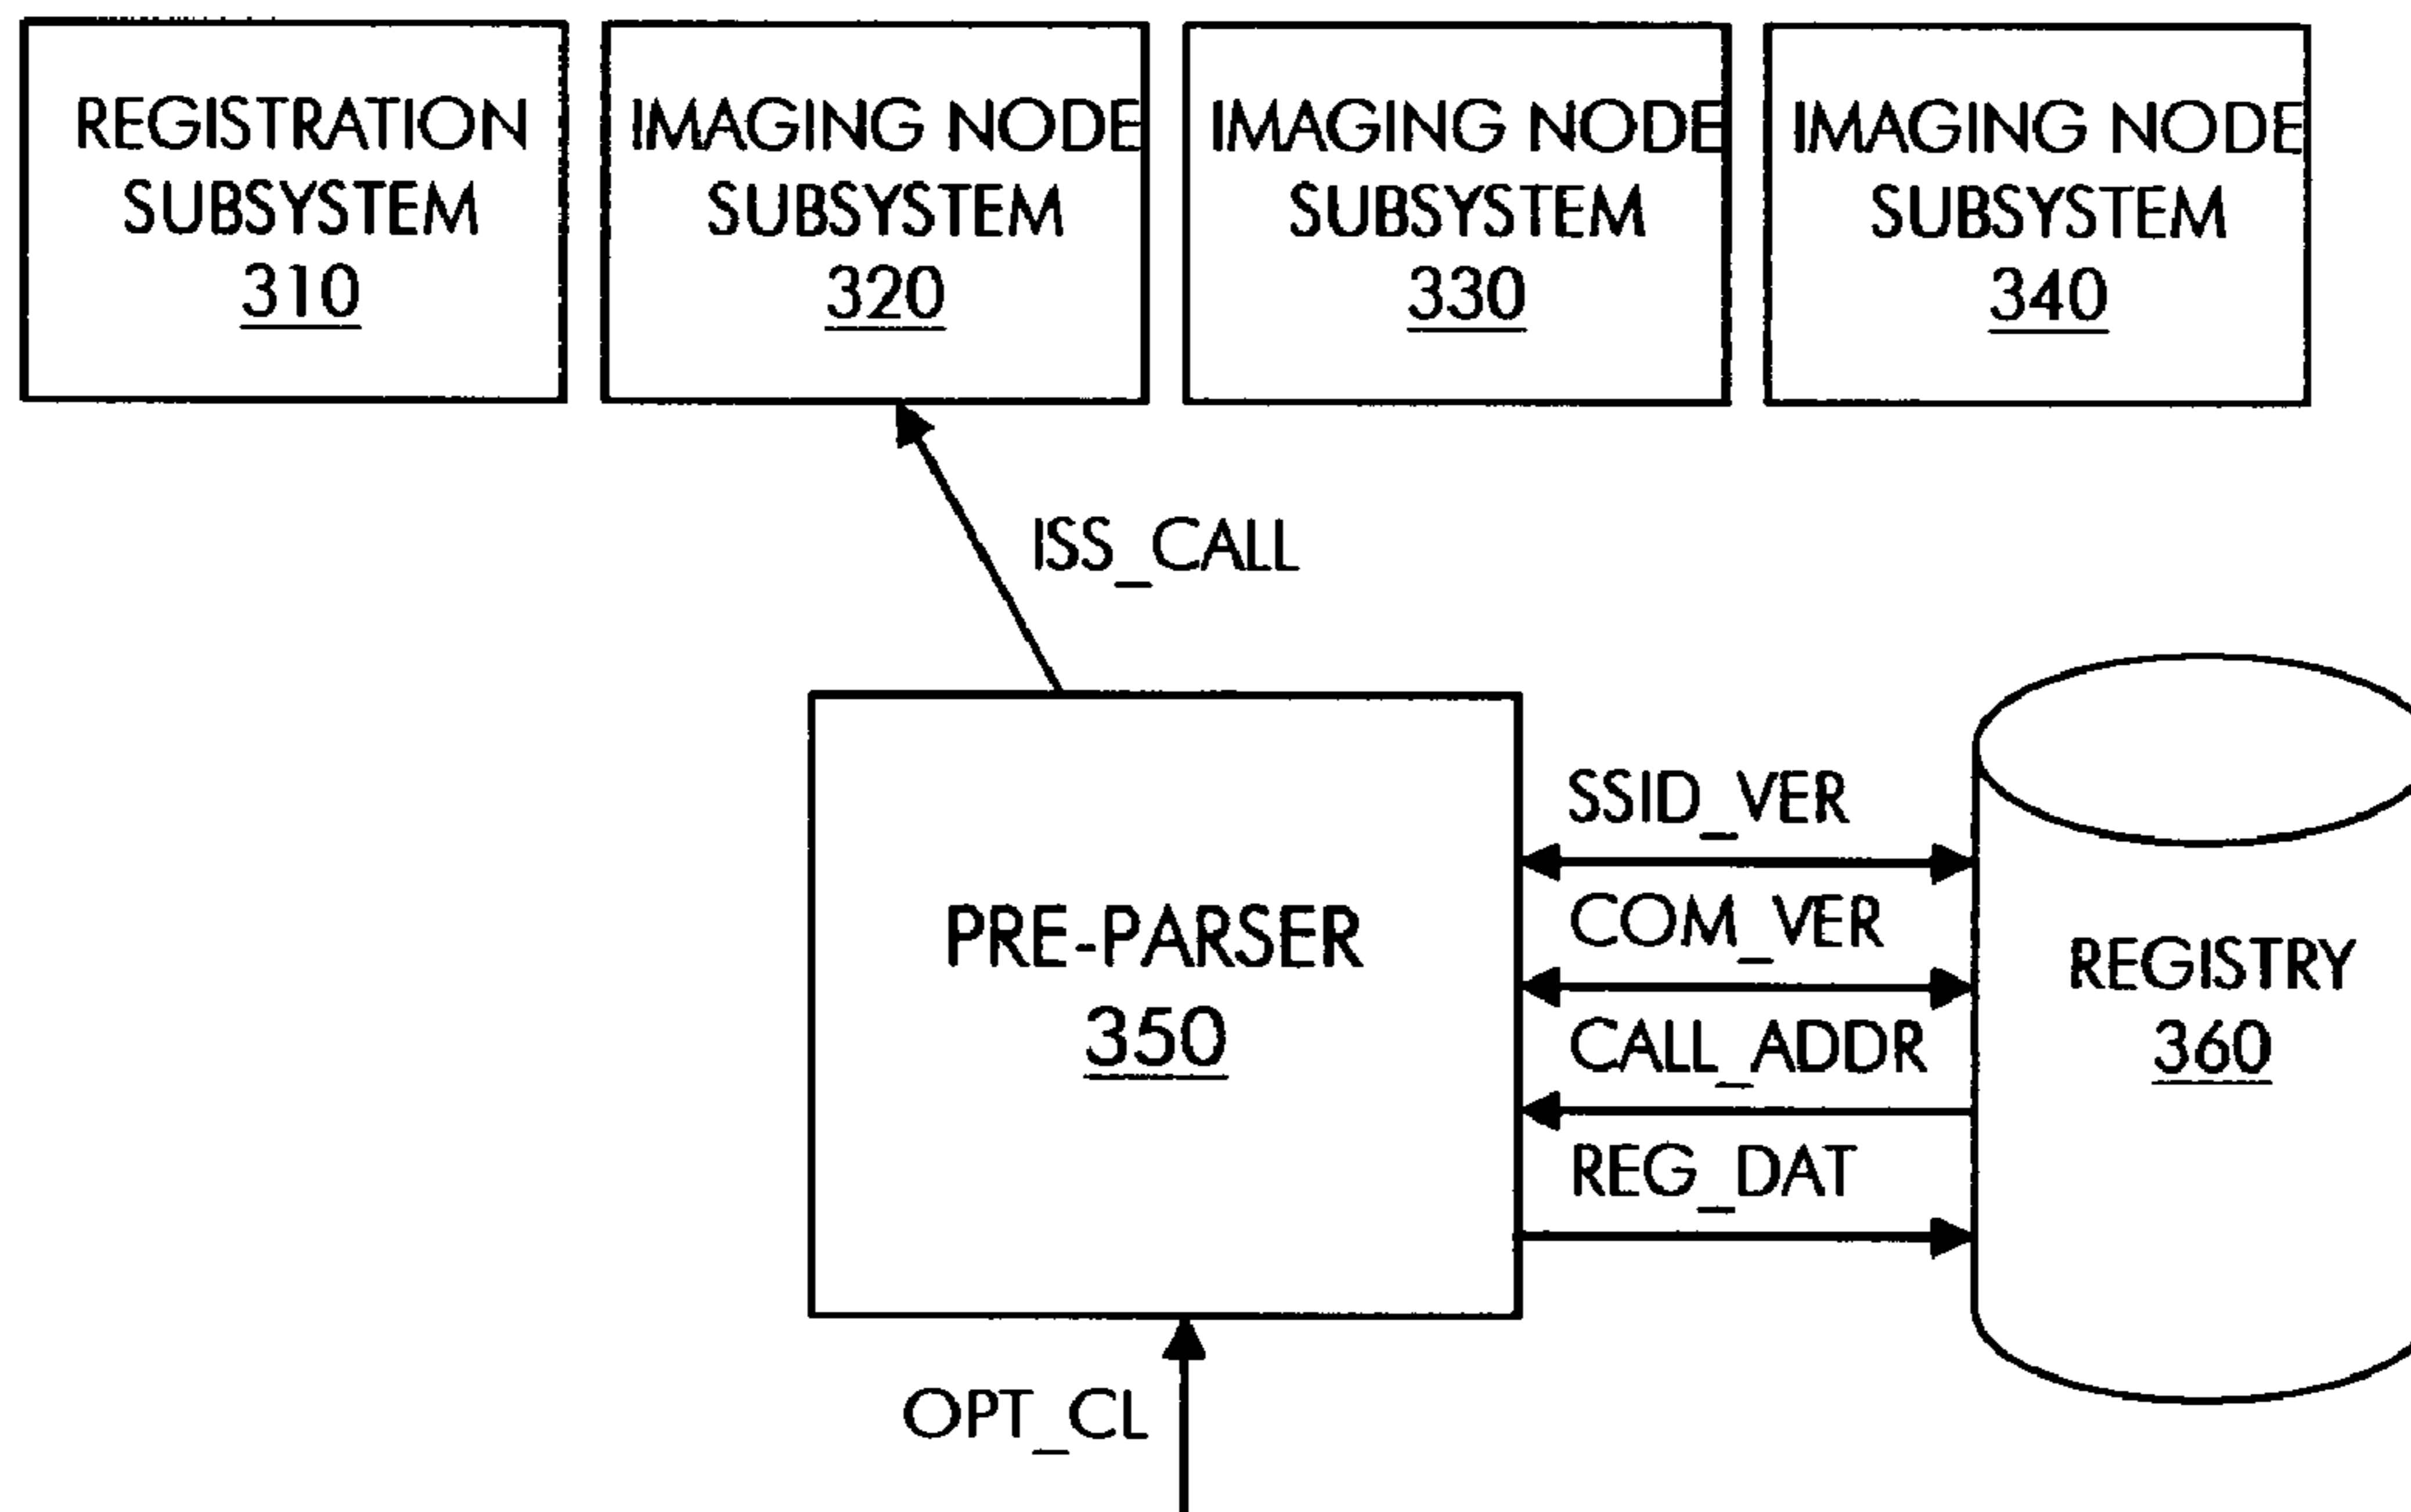 REGISTRATION
SUBSYSTEM
310
IMAGING NODE
SUBSYSTEM
320
IMAGING NODE
SUBSYSTEM
330
IMAGING NODE
SUBSYSTEM
340
ISS_CALL
PRE-PARSER
350
SSID_VER
COM_VER
CALL_ADDR
REG_DAT
REGISTRY
360
OPT_CL